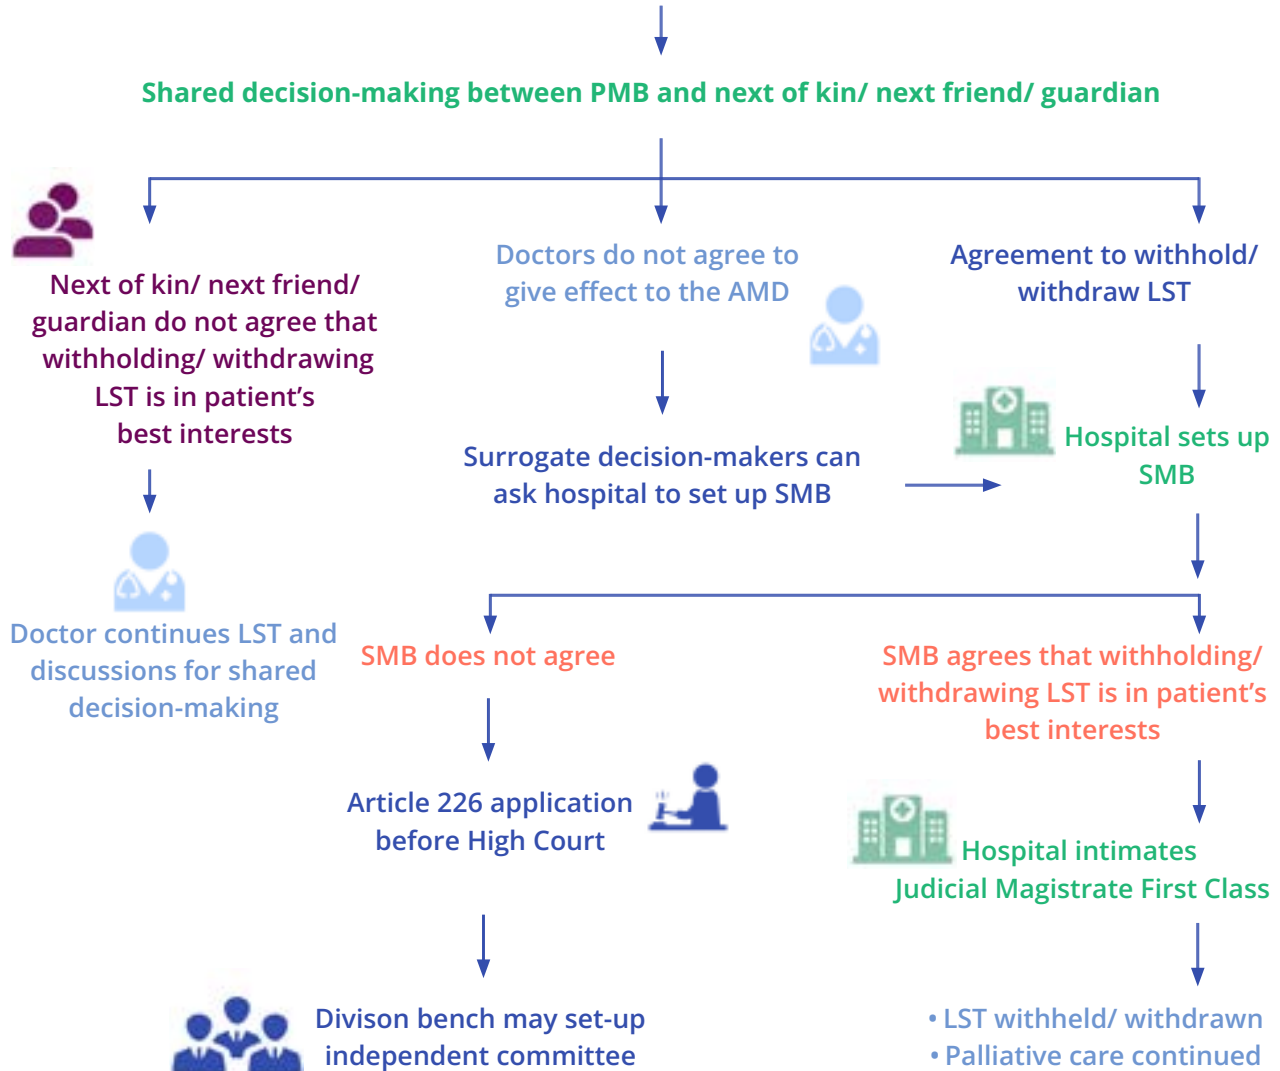 Shared decision-making between PMB and next of kin/ next friend/ guardian
Next of kin/ next friend/
guardian do not agree that
withholding/ withdrawing
LST is in patient's
best interests
Doctors do not agree to
give effect to the AMD
Agreement to withhold/
withdraw LST
Surrogate decision-makers can
ask hospital to set up SMB
Hospital sets up
SMB
Doctor continues LST and
discussions for shared
decision-making
SMB does not agree
SMB agrees that withholding/
withdrawing LST is in patient's
best interests
Article 226 application
before High Court
Hospital intimates
Judicial Magistrate First Class
Divison bench may set-up
independent committee
• LST withheld/ withdrawn
• Palliative care continued